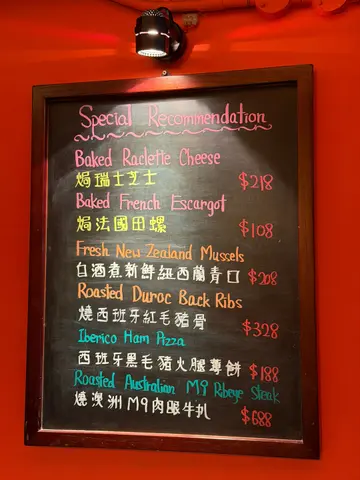 Special Recommendation
Baked Raclette Cheese
焗瑞士芝士 $218
Baked French Escargot
焗法國田螺 $108
Fresh New Zealand Mussels
白酒煮新鮮紐西蘭青口 $208
Roasted Duroc Back Ribs
燒西班牙紅毛豬骨 $328
Iberico Ham Pizza
西班牙黑毛豬火腿薄餅 $188
Roasted Australian M9 Ribeye Steak
燒澳洲M9肉眼牛扒 $688